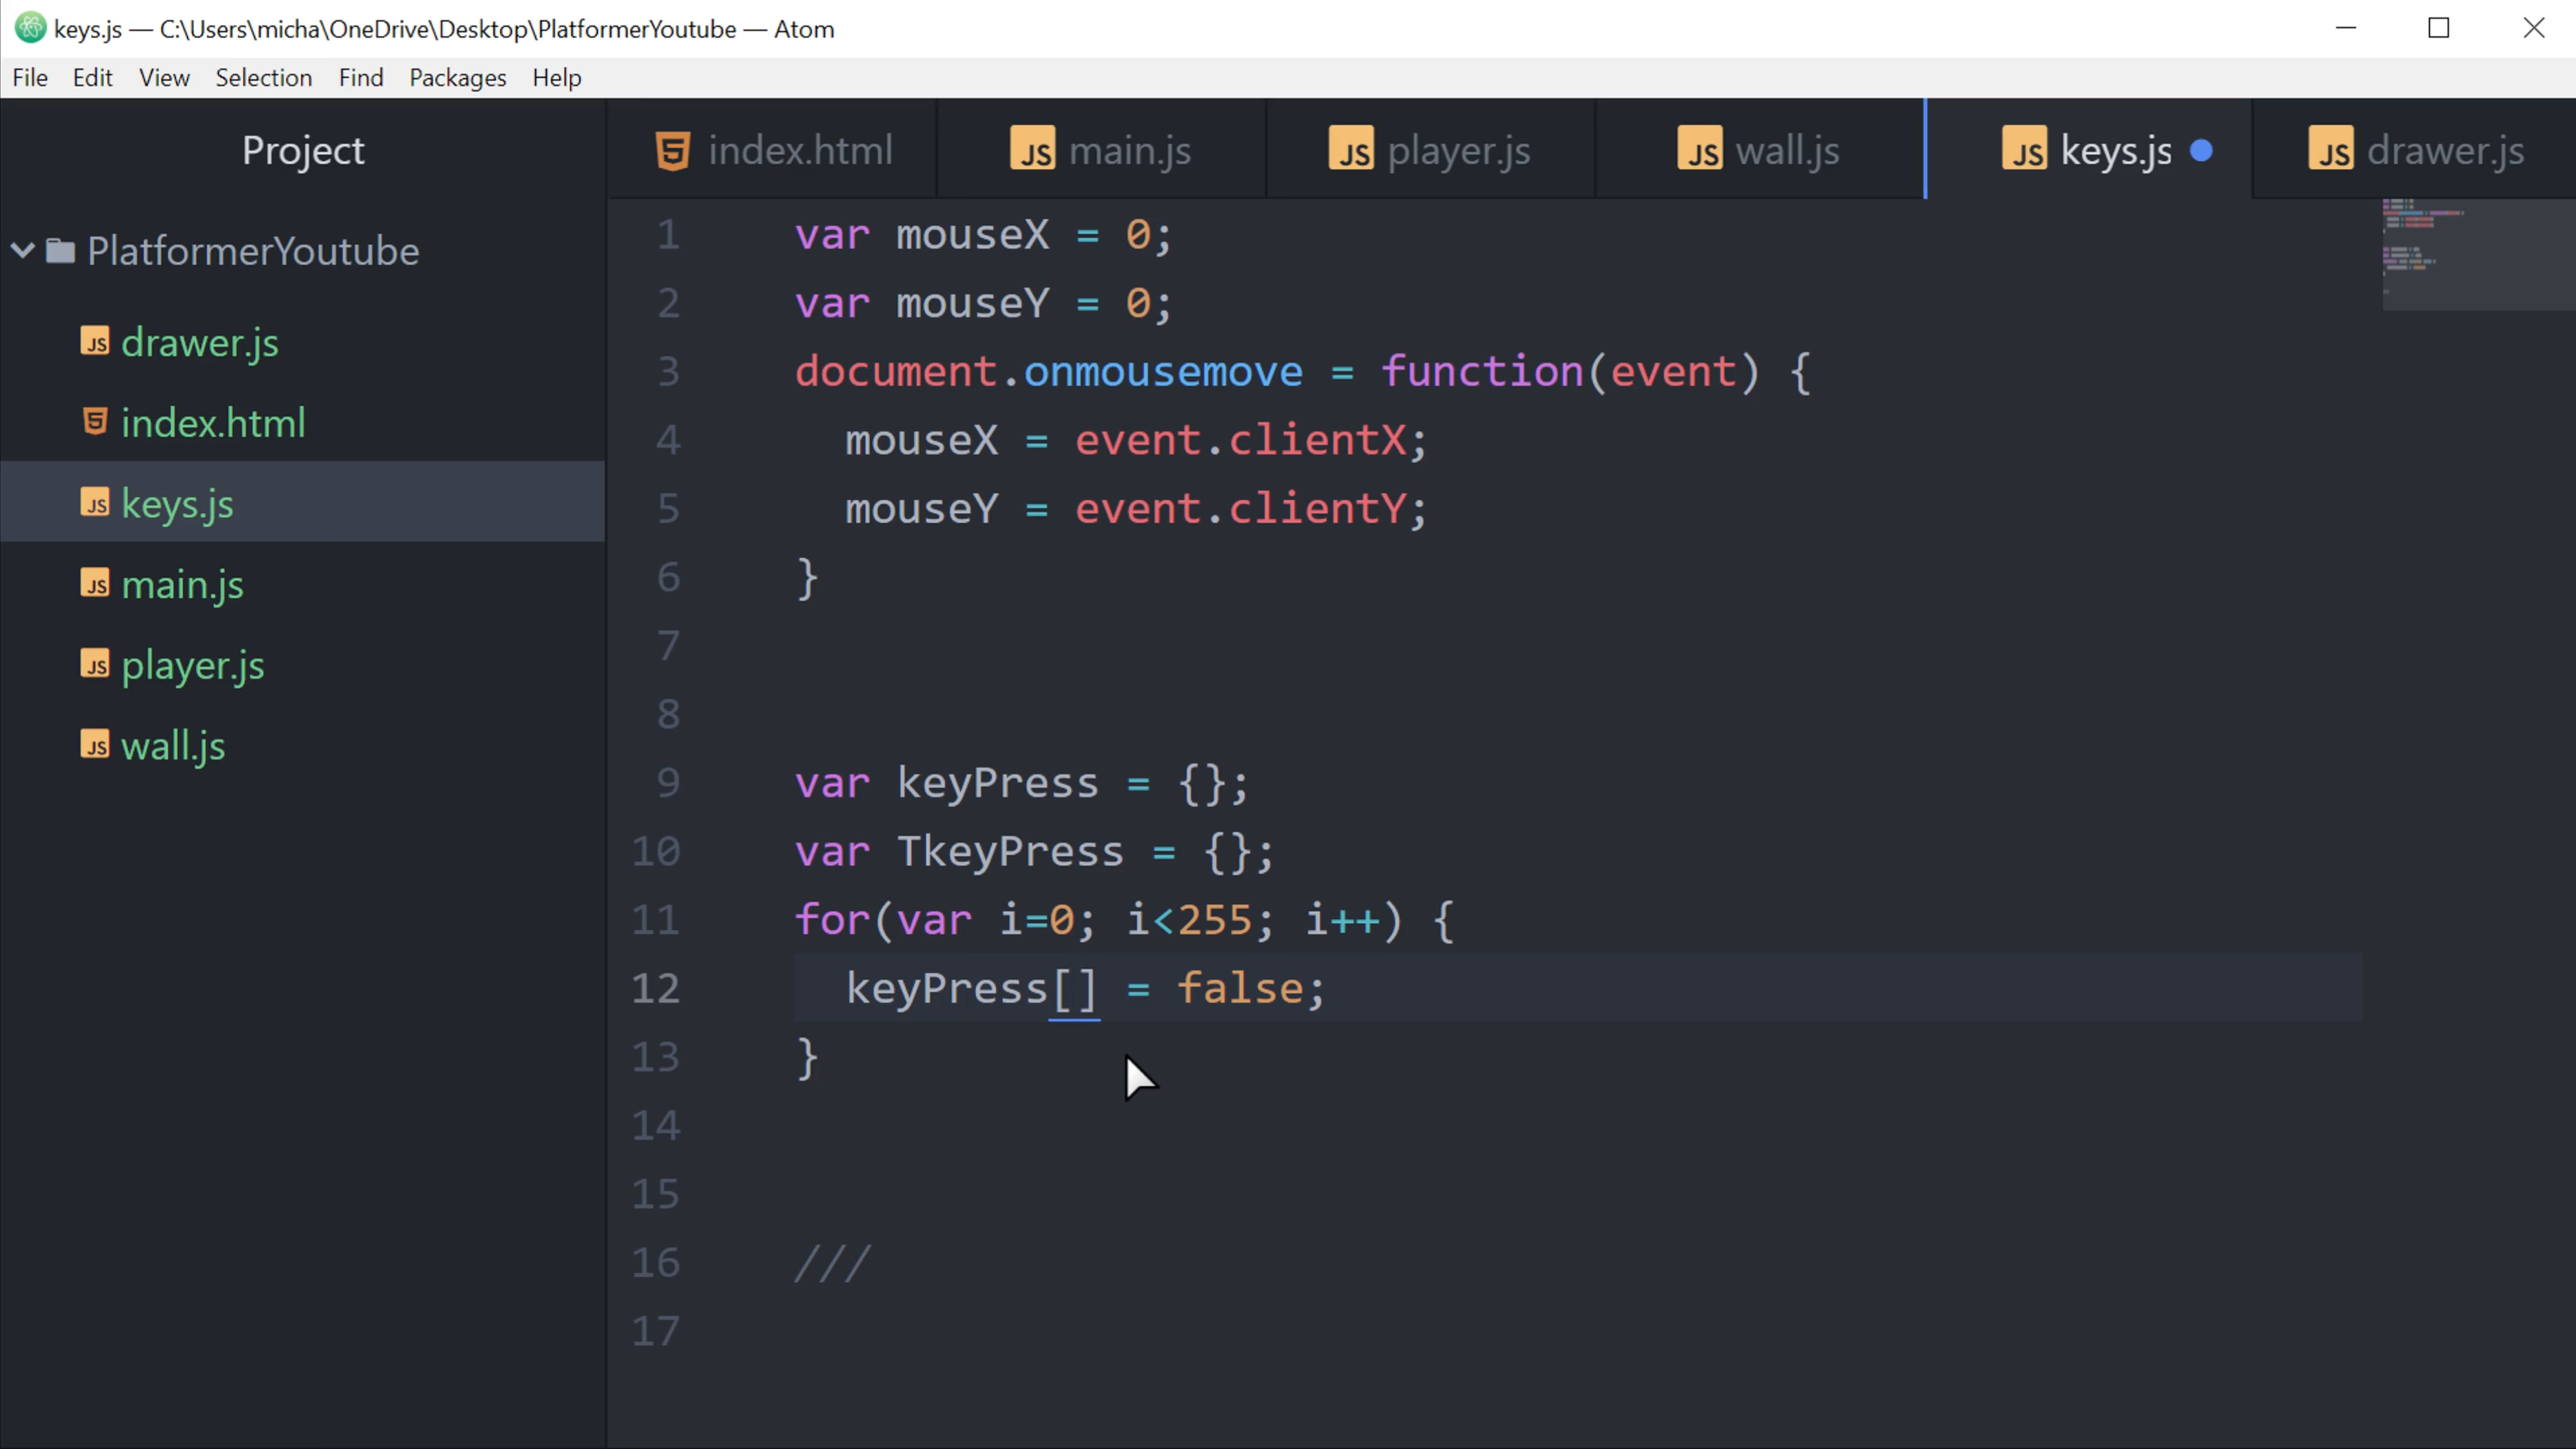 keys.js — C:\Users\micha\OneDrive\Desktop\PlatformerYoutube — Atom
File Edit View Selection Find Packages Help
Project
PlatformerYoutube
drawer.js
index.html
keys.js
main.js
player.js
wall.js
index.html main.js player.js wall.js keys.js drawer.js
1 var mouseX = 0;
2 var mouseY = 0;
3 document.onmousemove = function(event) {
4 mouseX = event.clientX;
5 mouseY = event.clientY;
6 }
7
8
9 var keyPress = {};
10 var TkeyPress = {};
11 for(var i=0; i<255; i++) {
12 keyPress[] = false;
13 }
14
15
16 ///
17